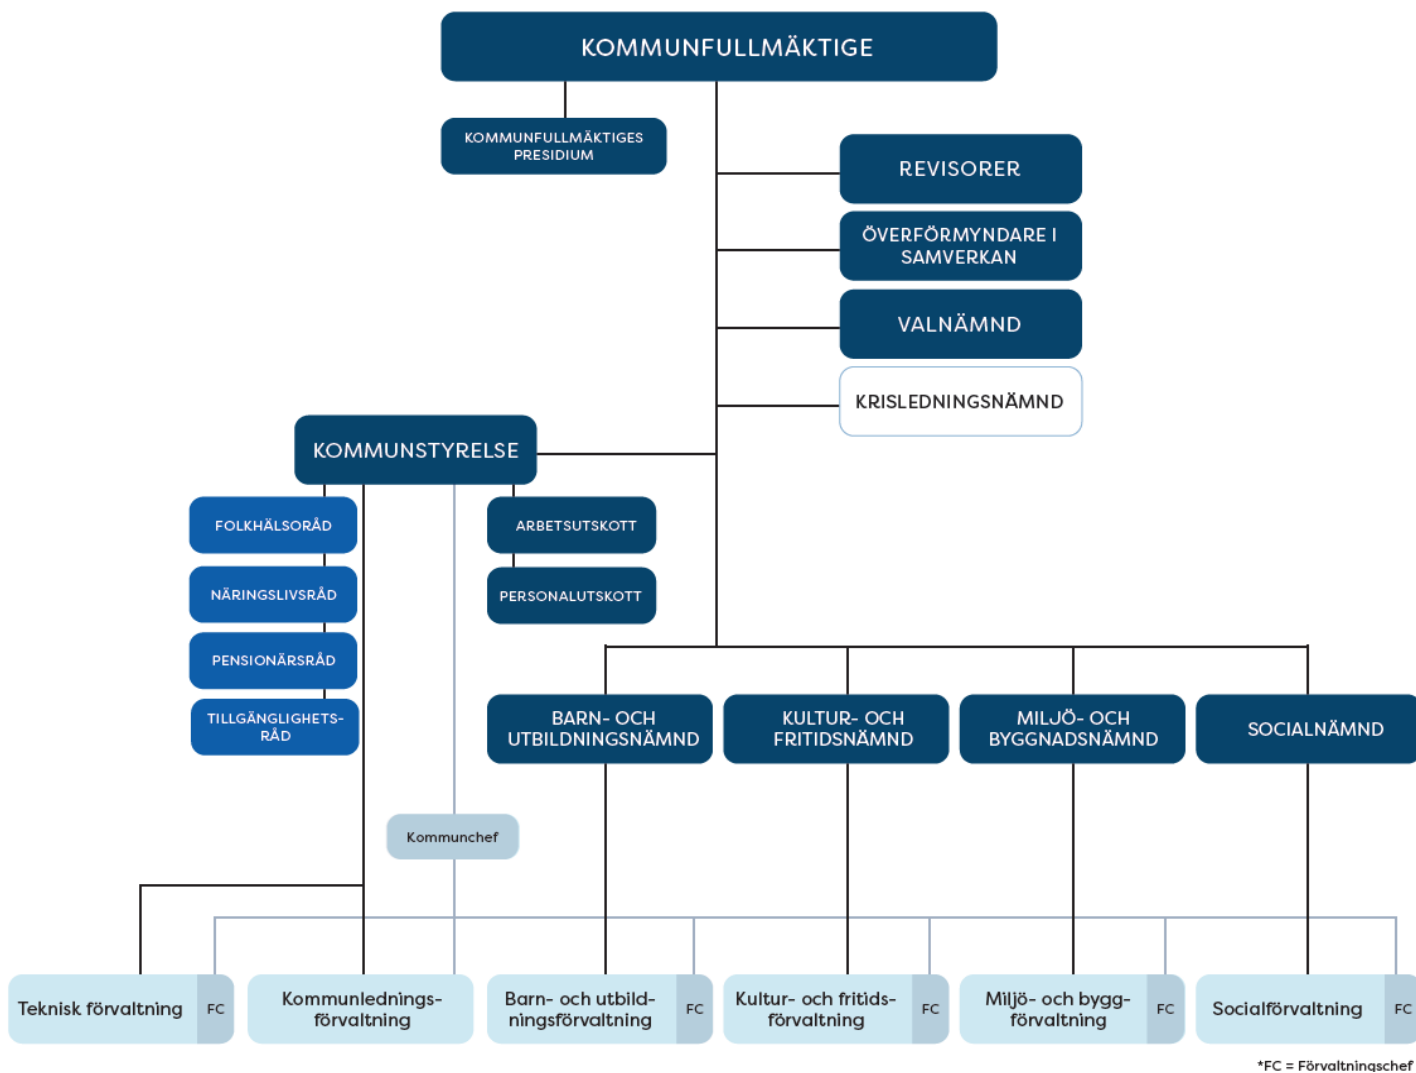 KOMMUNFULLMÄKTIGE
KOMMUNFULLMÄKTIGES
PRESIDIUM
REVISORER
ÖVERFÖRMYNDARE I
SAMVERKAN
VALNÄMND
KRISLEDNINGSNÄMND
KOMMUNSTYRELSE
FOLKHÄLSORÅD
NÄRINGSLIVSRÅD
PENSIONÄRSRÅD
TILLGÄNGLIGHETS-
RÅD
ARBETSUTSKOTT
PERSONALUTSKOTT
BARN- OCH
UTBILDNINGSNÄMND
KULTUR- OCH
FRITIDSNÄMND
MILJÖ- OCH
BYGGNADSNÄMND
SOCIALNÄMND
Kommunchef
Teknisk förvaltning
FC
Kommunlednings-
förvaltning
Barn- och utbild-
ningsförvaltning
FC
Kultur- och fritids-
förvaltning
FC
Miljö- och bygg-
förvaltning
FC
Socialförvaltning
FC
*FC = Förvaltningschef